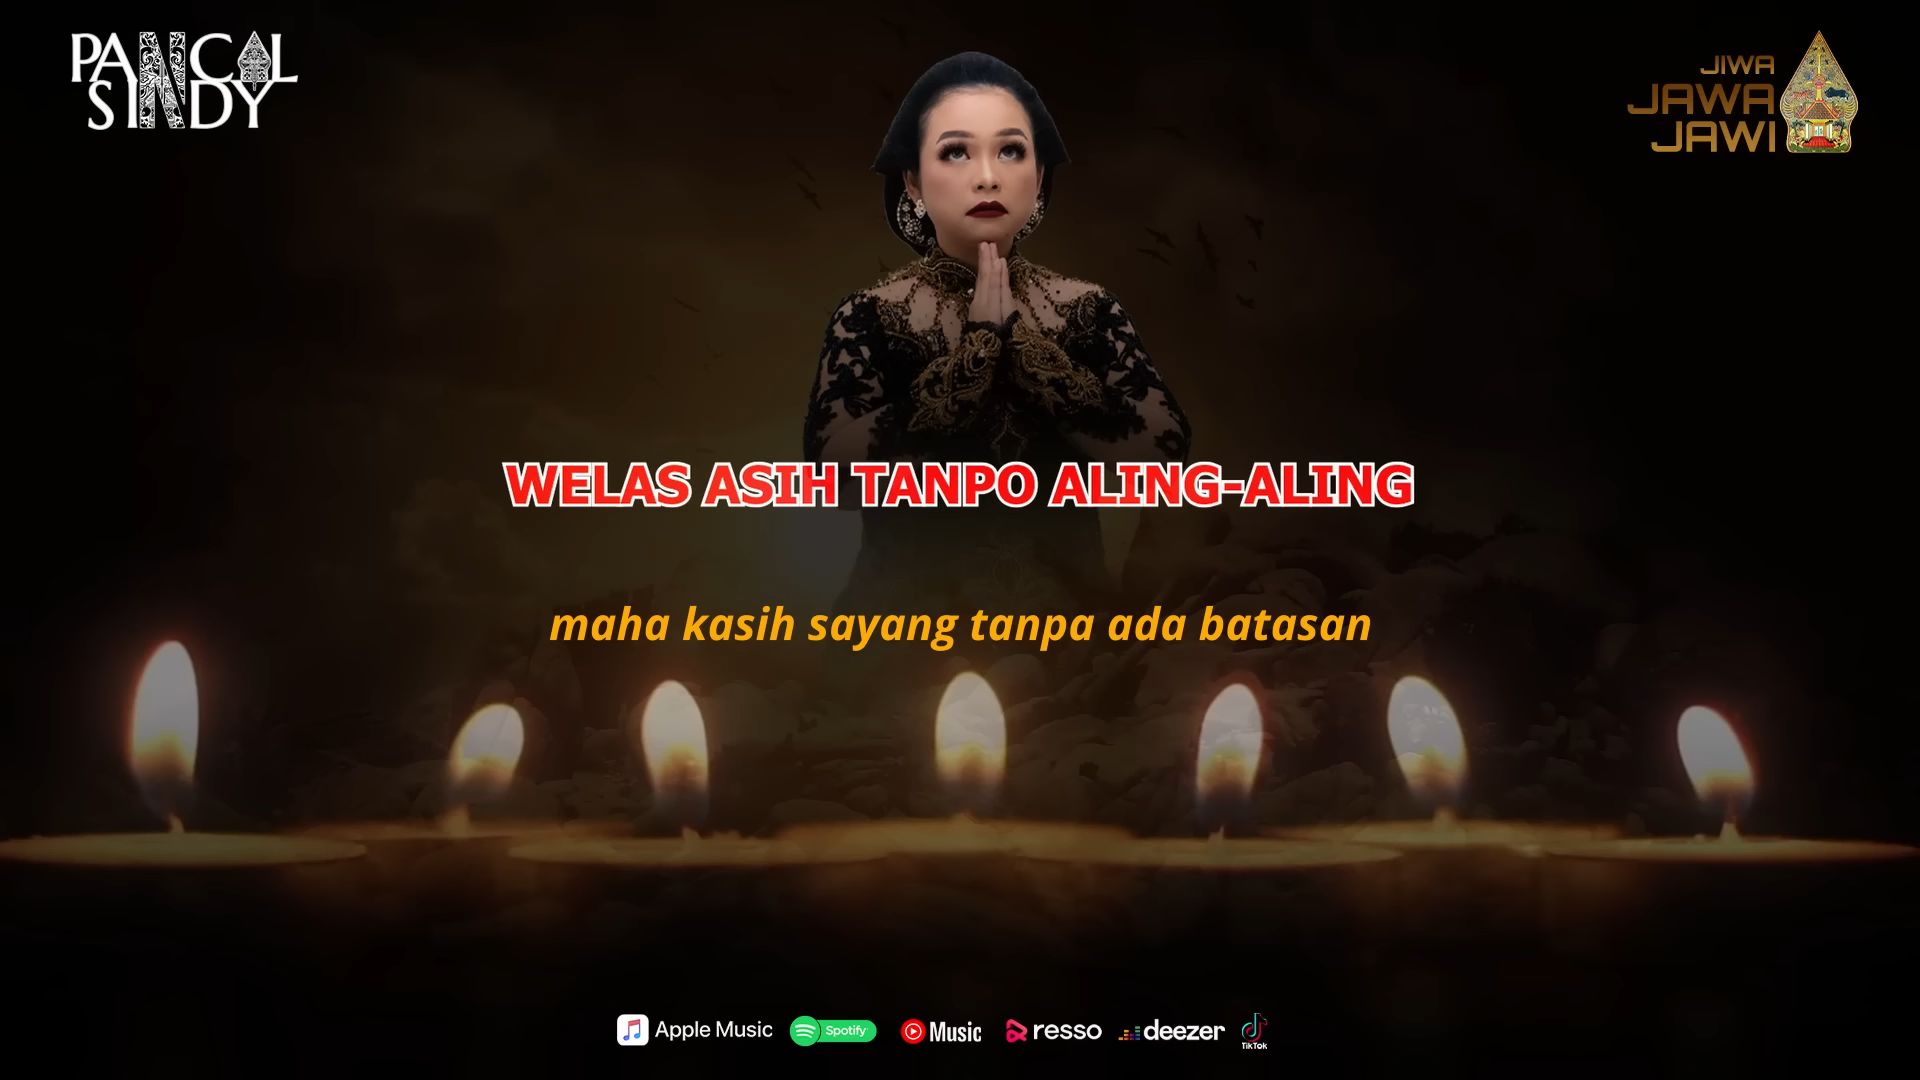 PANCAL
SINDY
JIWA
JAWA
JAWI
WELAS ASIH TANPO ALING-ALING
maha kasih sayang tanpa ada batasan
Apple Music Spotify Music resso deezer TikTok